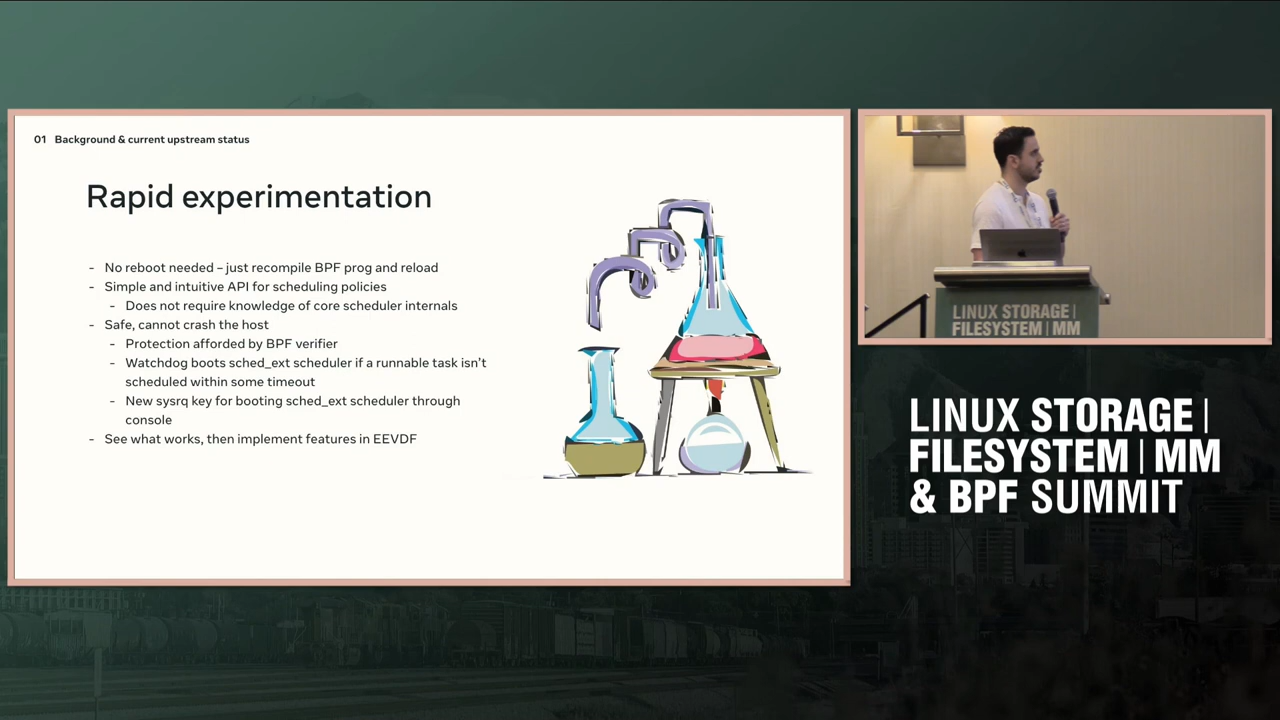 01 Background & current upstream status
Rapid experimentation
- No reboot needed – just recompile BPF prog and reload
- Simple and intuitive API for scheduling policies
- Does not require knowledge of core scheduler internals
- Safe, cannot crash the host
- Protection afforded by BPF verifier
- Watchdog boots sched_ext scheduler if a runnable task isn’t
scheduled within some timeout
- New sysrq key for booting sched_ext scheduler through
console
- See what works, then implement features in EEVDF
LINUX STORAGE |
FILESYSTEM | MM
LINUX STORAGE |
FILESYSTEM | MM
& BPF SUMMIT